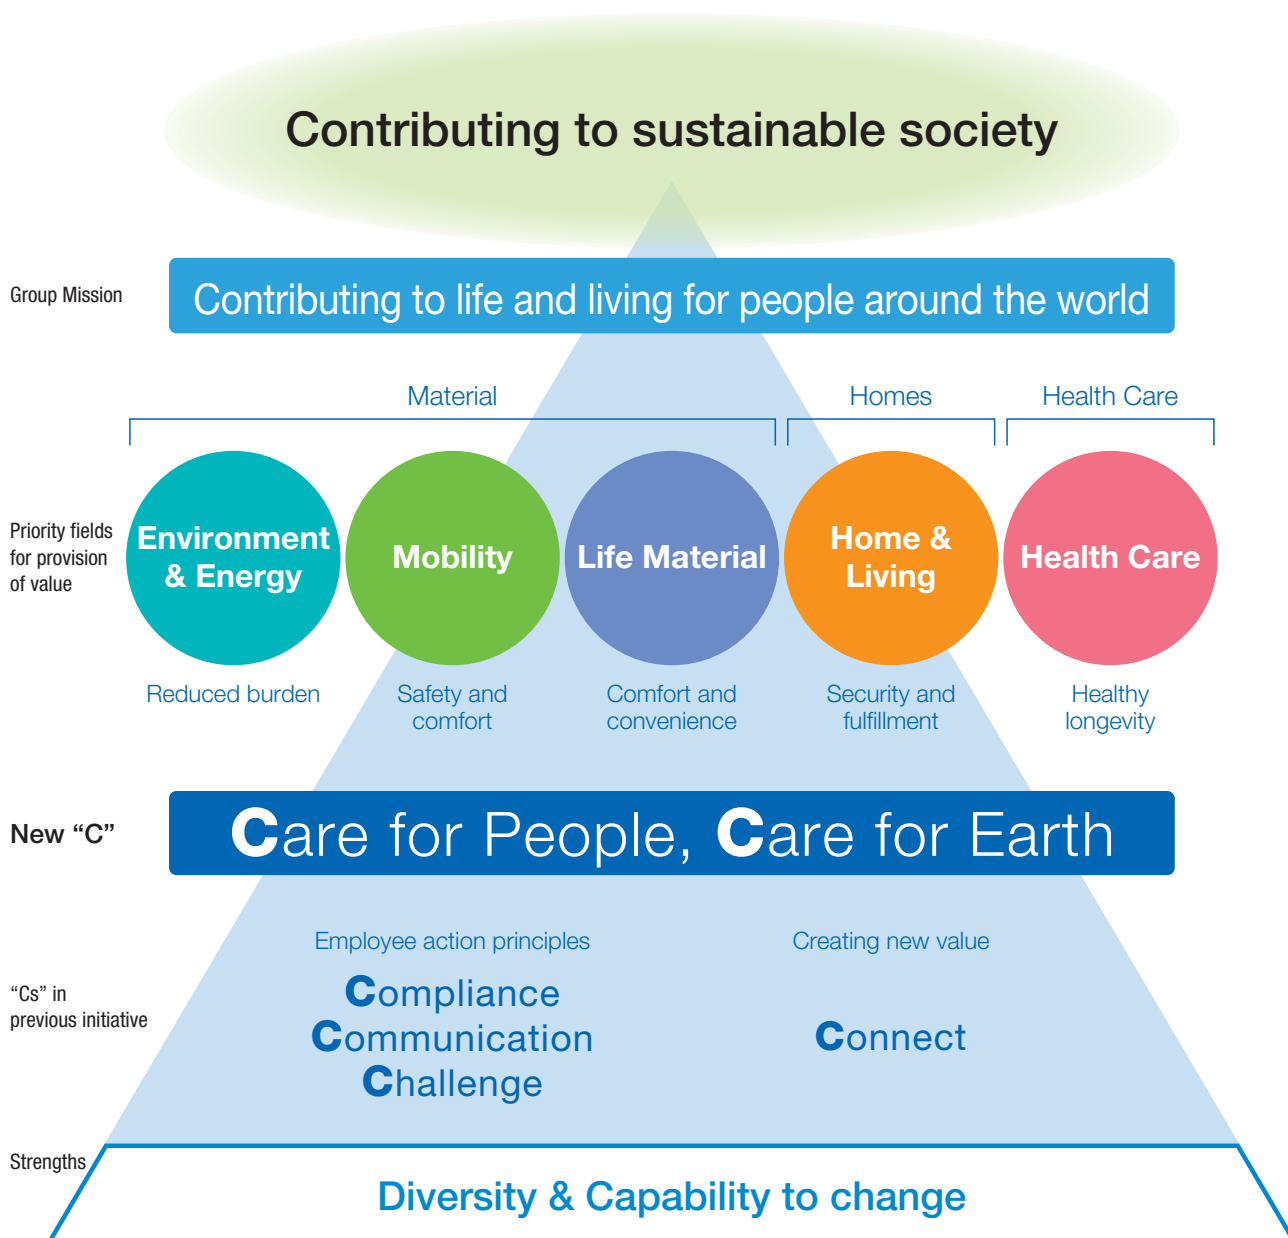 Contributing to sustainable society
Group Mission
Contributing to life and living for people around the world
Material
Homes
Health Care
Priority fields
for provision
of value
Environment
& Energy
Mobility
Life Material
Home &
Living
Health Care
Reduced burden
Safety and
comfort
Comfort and
convenience
Security and
fulfillment
Healthy
longevity
New “C”
Care for People, Care for Earth
“Cs” in
previous initiative
Employee action principles
Compliance
Communication
Challenge
Creating new value
Connect
Strengths
Diversity & Capability to change